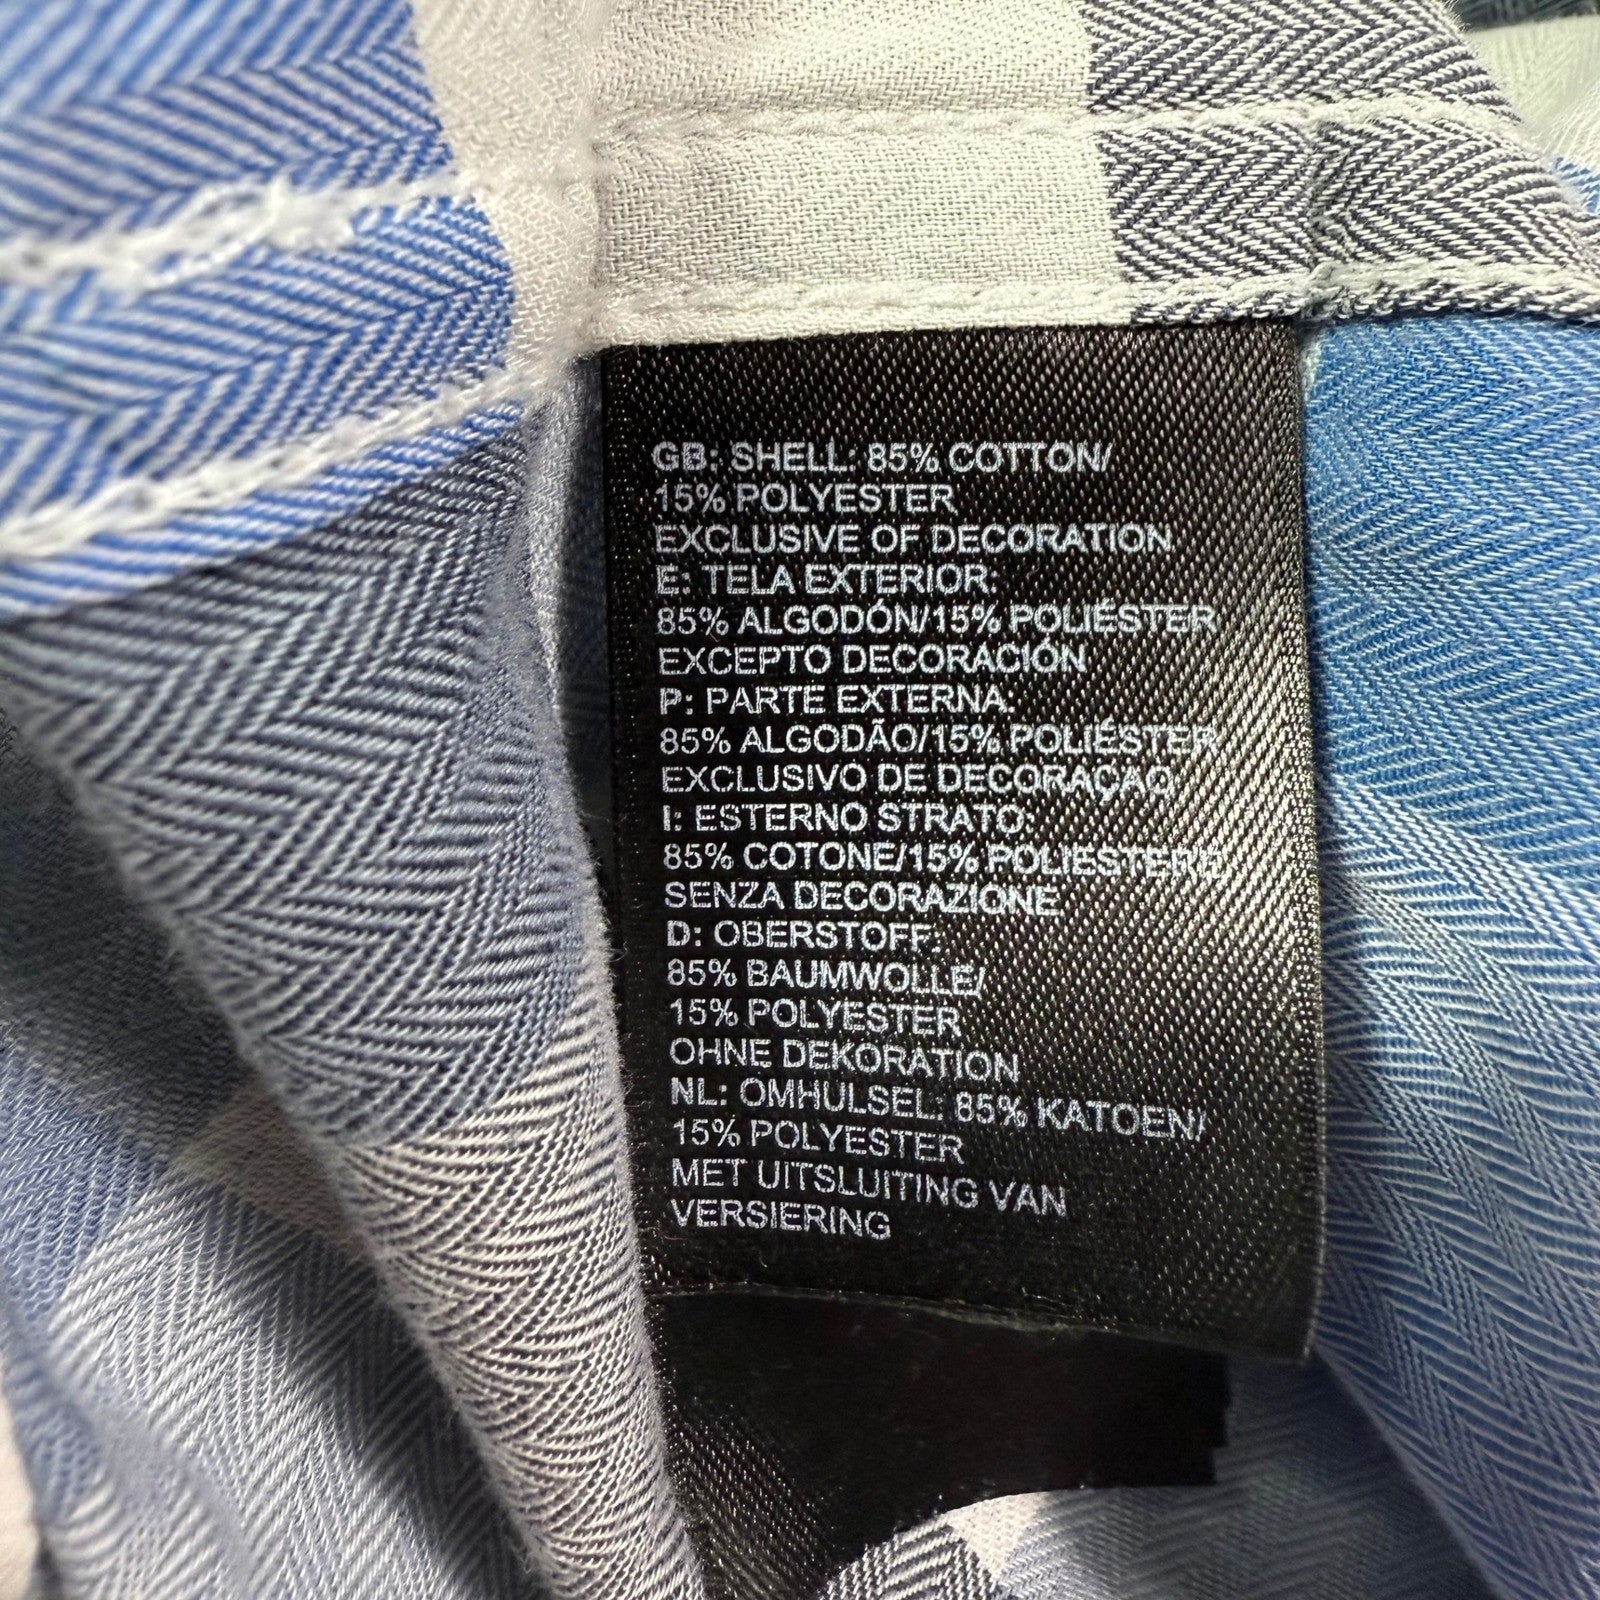 GB: SHELL: 85% COTTON/
15% POLYESTER
EXCLUSIVE OF DECORATION
E: TELA EXTERIOR:
85% ALGODÓN/15% POLIÉSTER
EXCEPTO DECORACIÓN
P: PARTE EXTERNA:
85% ALGODÃO/15% POLIÉSTER
EXCLUSIVO DE DECORAÇAO
I: ESTERNO STRATO:
85% COTONE/15% POLIESTERE
SENZA DECORAZIONE
D: OBERSTOFF:
85% BAUMWOLLE/
15% POLYESTER
OHNE DEKORATION
NL: OMHULSEL: 85% KATOEN/
15% POLYESTER
MET UITSLUITING VAN
VERSIERING